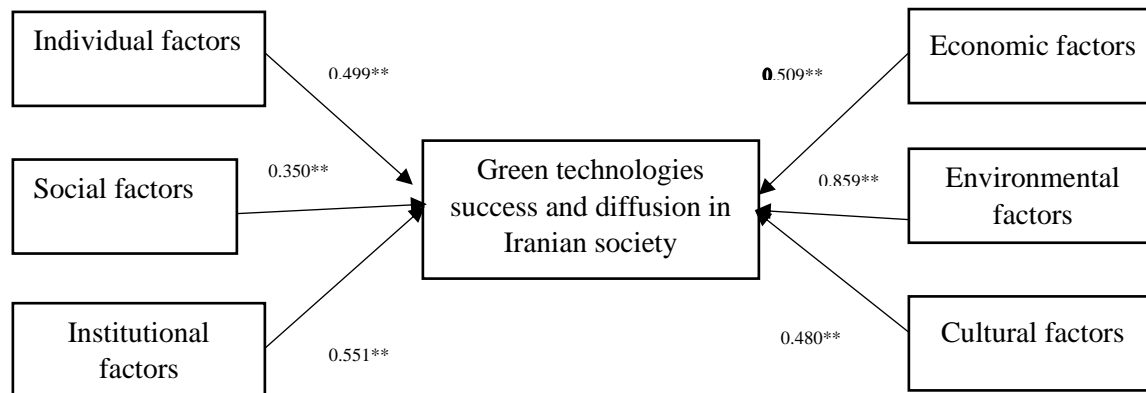 Individual factors
0.499**
Social factors
0.350**
Institutional
factors
0.551**
Green technologies
success and diffusion in
Iranian society
Economic factors
0.509**
Environmental
factors
0.859**
Cultural factors
0.480**